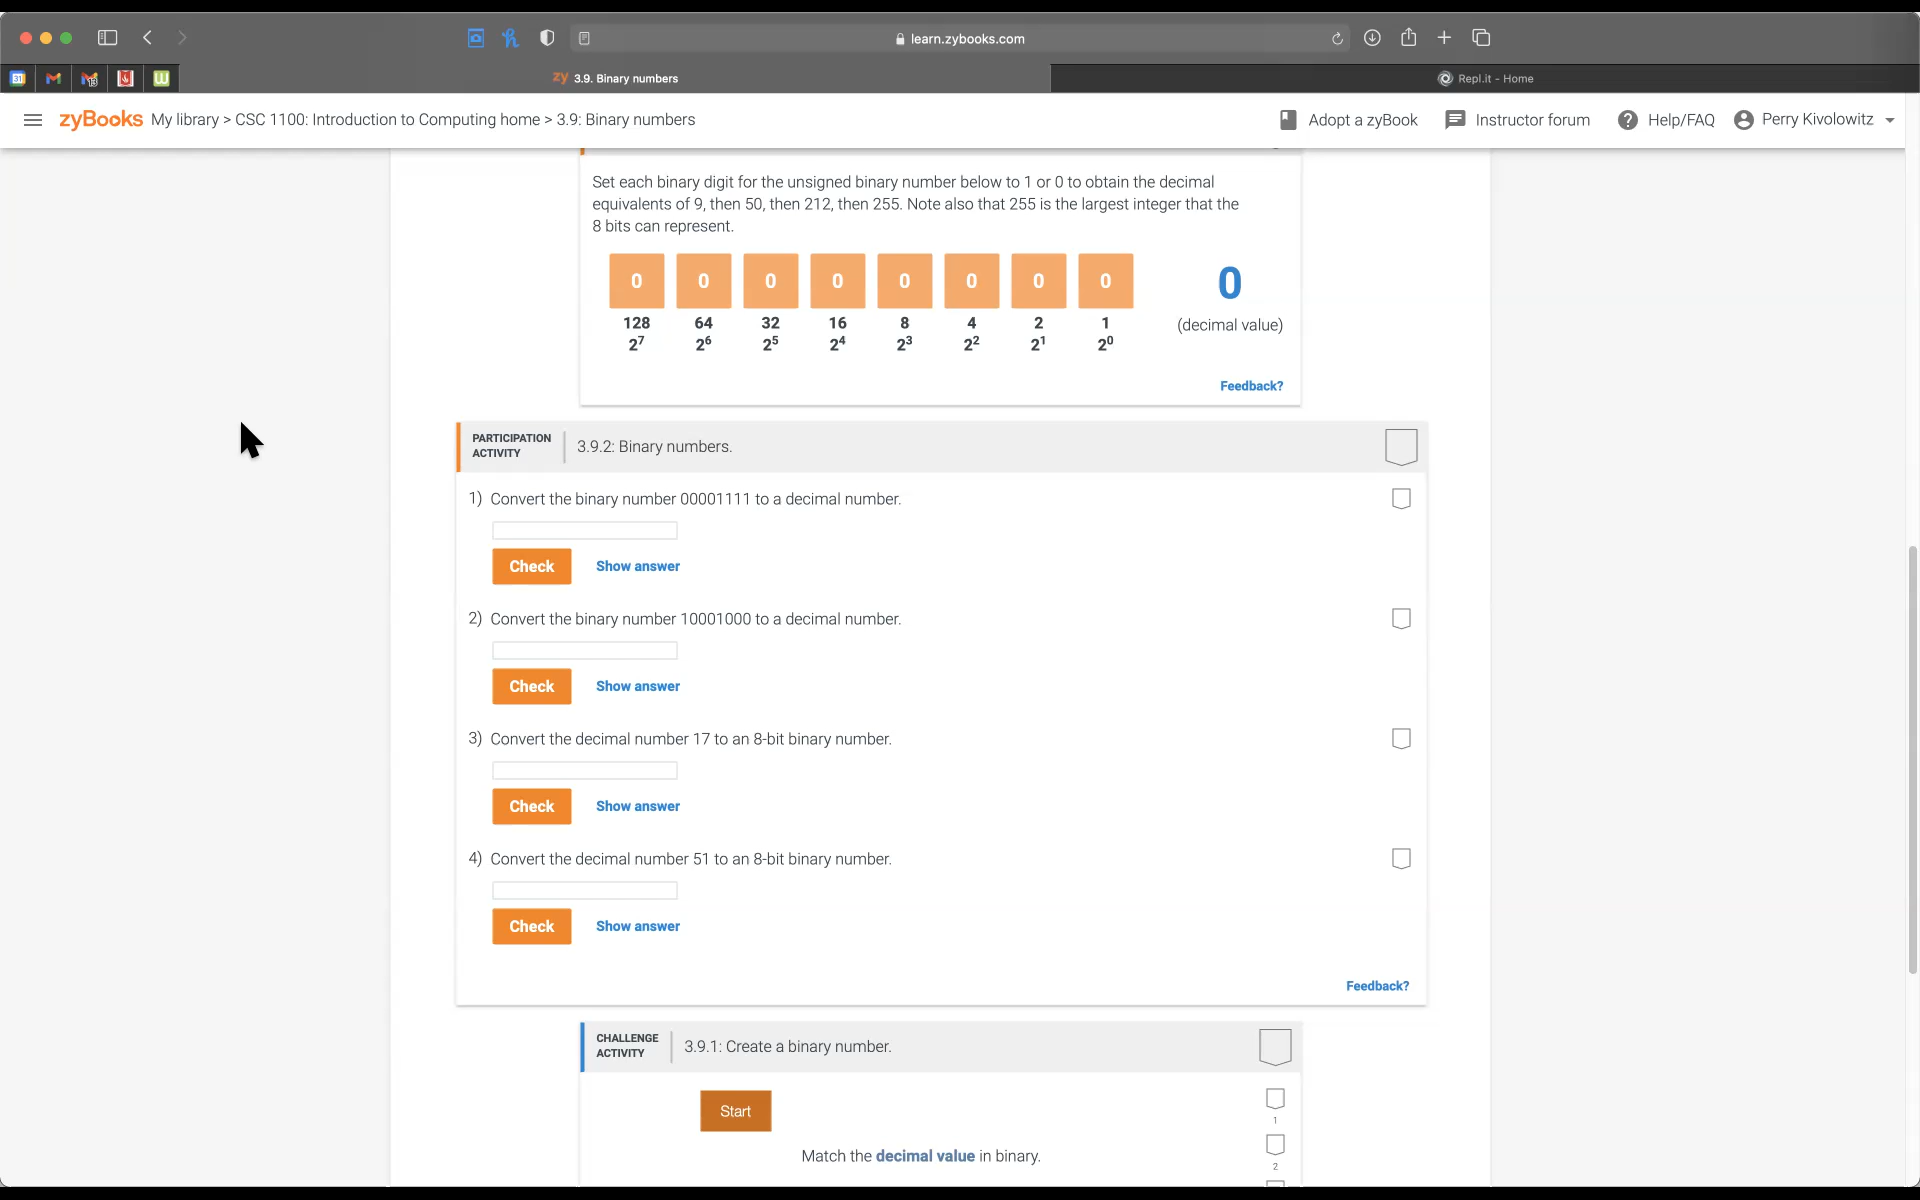 learn.zybooks.com
31
13
zy 3.9. Binary numbers
Repl.it - Home
zyBooks My library > CSC 1100: Introduction to Computing home > 3.9: Binary numbers
Adopt a zyBook
Instructor forum
Help/FAQ
Perry Kivolowitz
Set each binary digit for the unsigned binary number below to 1 or 0 to obtain the decimal
equivalents of 9, then 50, then 212, then 255. Note also that 255 is the largest integer that the
8 bits can represent.
0 0 0 0 0 0 0 0 0
128 64 32 16 8 4 2 1 (decimal value)
2⁷ 2⁶ 2⁵ 2⁴ 2³ 2² 2¹ 2⁰
Feedback?
PARTICIPATION
ACTIVITY
3.9.2: Binary numbers.
1) Convert the binary number 00001111 to a decimal number.
Check Show answer
2) Convert the binary number 10001000 to a decimal number.
Check Show answer
3) Convert the decimal number 17 to an 8-bit binary number.
Check Show answer
4) Convert the decimal number 51 to an 8-bit binary number.
Check Show answer
Feedback?
CHALLENGE
ACTIVITY
3.9.1: Create a binary number.
Start
1
Match the decimal value in binary.
2